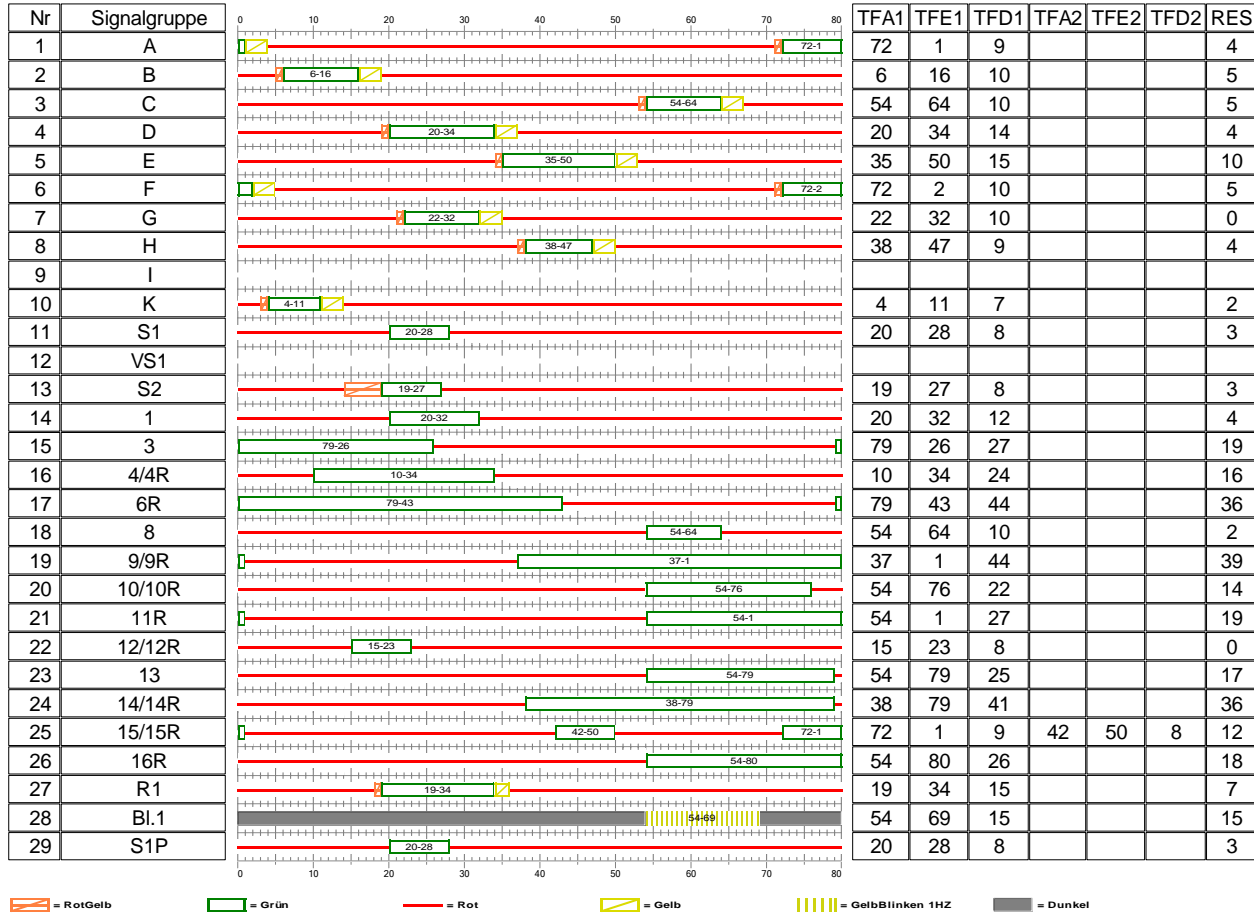 Nr Signalgruppe 0 10 20 30 40 50 60 70 80 TFA1 TFE1 TFD1 TFA2 TFE2 TFD2 RES
1 A 72-1 72 1 9 4
2 B 6-16 6 16 10 5
3 C 54-64 54 64 10 5
4 D 20-34 20 34 14 4
5 E 35-50 35 50 15 10
6 F 72-2 72 2 10 5
7 G 22-32 22 32 10 0
8 H 38-47 38 47 9 4
9 I
10 K 4-11 4 11 7 2
11 S1 20-28 20 28 8 3
12 VS1
13 S2 19-27 19 27 8 3
14 1 20-32 20 32 12 4
15 3 79-26 79 26 27 19
16 4/4R 10-34 10 34 24 16
17 6R 79-43 79 43 44 36
18 8 54-64 54 64 10 2
19 9/9R 37-1 37 1 44 39
20 10/10R 54-76 54 76 22 14
21 11R 54-1 54 1 27 19
22 12/12R 15-23 15 23 8 0
23 13 54-79 54 79 25 17
24 14/14R 38-79 38 79 41 36
25 15/15R 42-50 72-1 72 1 9 42 50 8 12
26 16R 54-80 54 80 26 18
27 R1 19-34 19 34 15 7
28 Bl.1 54-69 54 69 15 15
29 S1P 20-28 20 28 8 3
0 10 20 30 40 50 60 70 80
= RotGelb = Grün = Rot = Gelb = GelbBlinken 1HZ = Dunkel